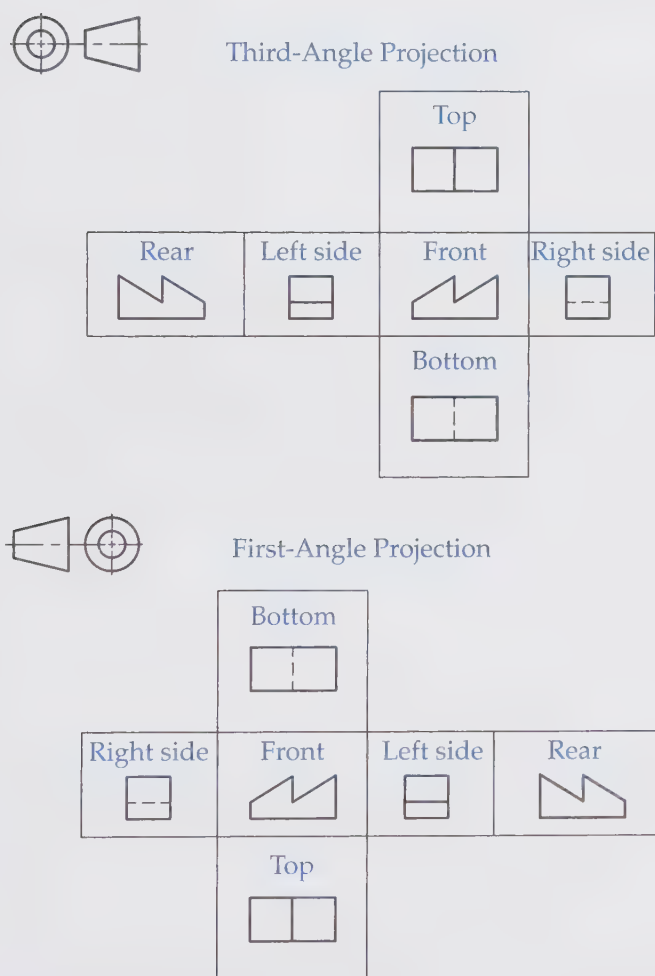 Third-Angle Projection
Top
Rear Left side Front Right side
Bottom
First-Angle Projection
Bottom
Right side Front Left side Rear
Top